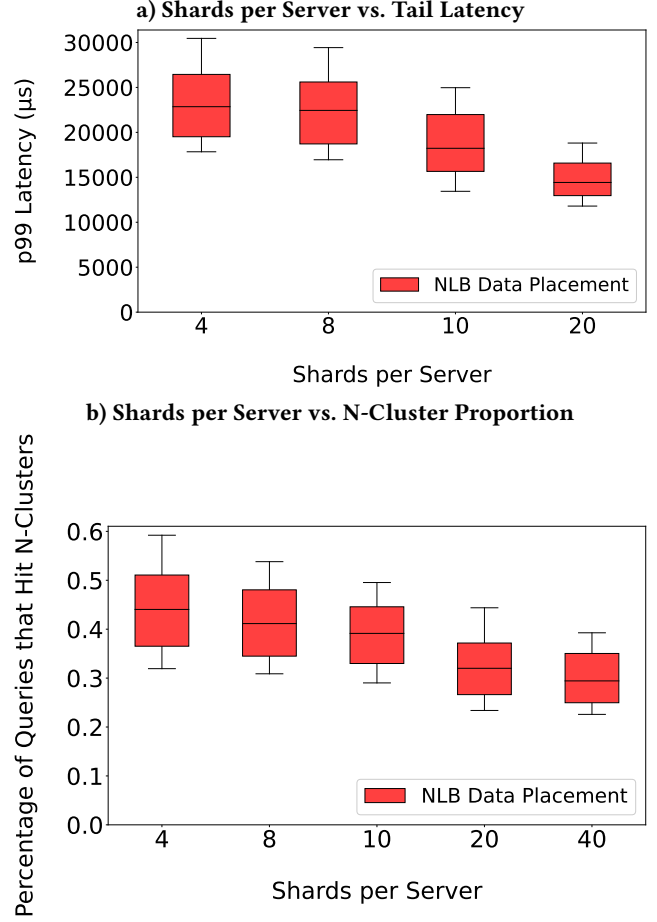 a) Shards per Server vs. Tail Latency
p99 Latency (μs)
30000
25000
20000
15000
10000
5000
0
NLB Data Placement
4 8 10 20
Shards per Server
b) Shards per Server vs. N-Cluster Proportion
Percentage of Queries that Hit N-Clusters
0.6
0.5
0.4
0.3
0.2
0.1
0.0
NLB Data Placement
4 8 10 20 40
Shards per Server